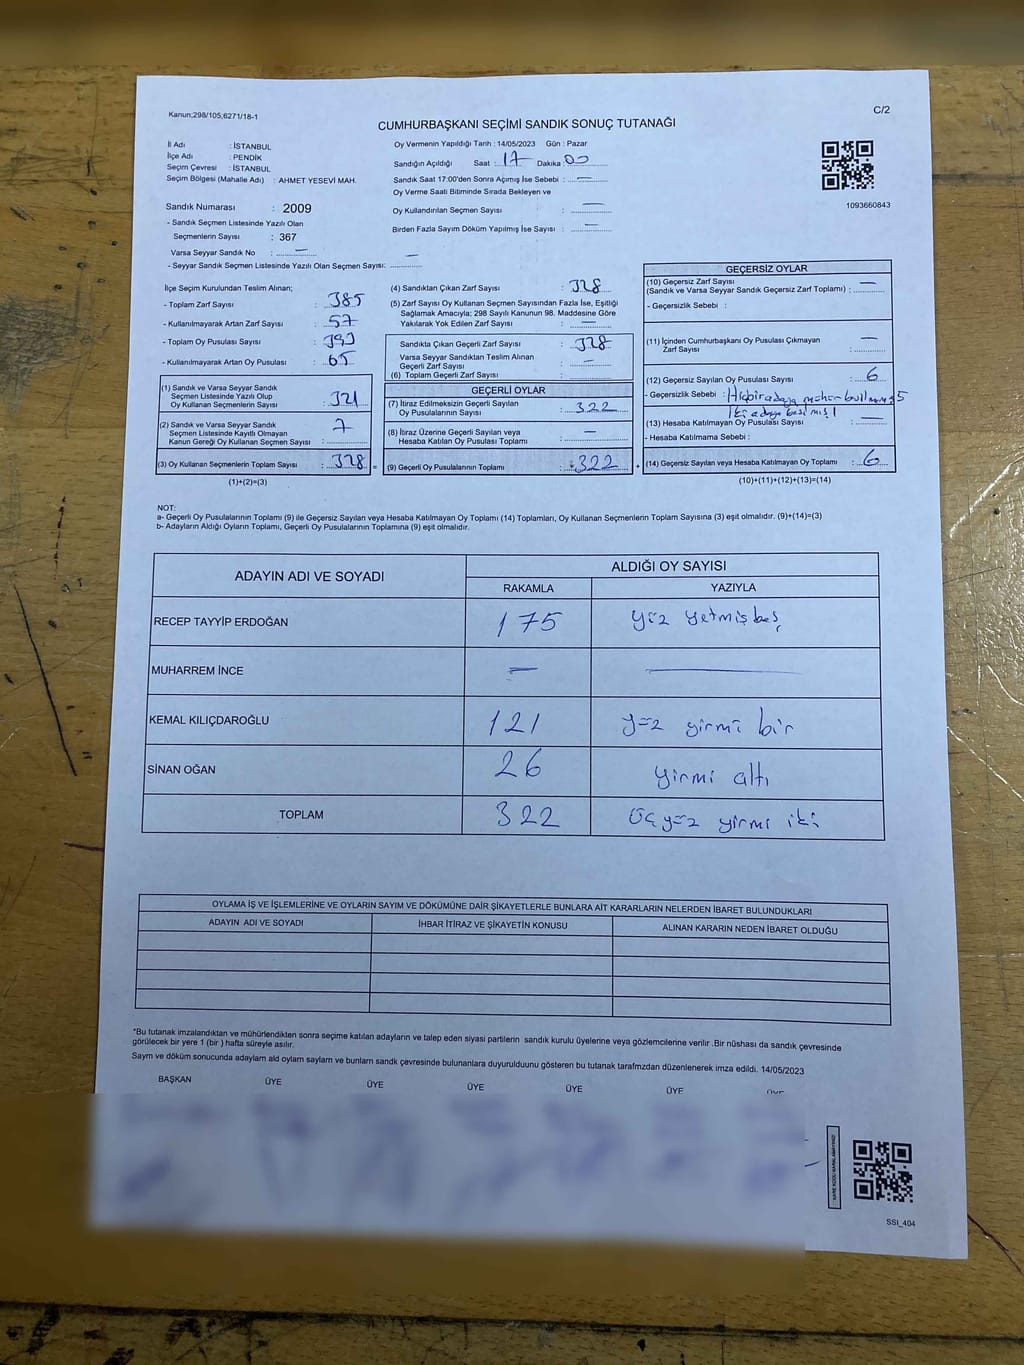 Kanun;298/105,6271/18-1
C/2
CUMHURBAŞKANI SEÇİMİ SANDIK SONUÇ TUTANAĞI
İl Adı : İSTANBUL
İlçe Adı : PENDİK
Seçim Çevresi : İSTANBUL
Seçim Bölgesi (Mahalle Adı) : AHMET YESEVİ MAH.
Oy Vermenin Yapıldığı Tarih : 14/05/2023 Gün : Pazar
Sandığın Açıldığı Saat : 17 Dakika : 00
Sandık Saat 17:00'den Sonra Açımış İse Sebebi : —
Oy Verme Saati Bitiminde Sırada Bekleyen ve
Oy Kullandırılan Seçmen Sayısı : —
Birden Fazla Sayım Döküm Yapılmış İse Sayısı : —
1093660843
Sandık Numarası : 2009
- Sandık Seçmen Listesinde Yazılı Olan
Seçmenlerin Sayısı : 367
Varsa Seyyar Sandık No : —
- Seyyar Sandık Seçmen Listesinde Yazılı Olan Seçmen Sayısı: —
İlçe Seçim Kurulundan Teslim Alınan;
- Toplam Zarf Sayısı : 385
- Kullanılmayarak Artan Zarf Sayısı : 57
- Toplam Oy Pusulası Sayısı : 393
- Kullanılmayarak Artan Oy Pusulası : 65
(1) Sandık ve Varsa Seyyar Sandık
Seçmen Listesinde Yazılı Olup
Oy Kullanan Seçmenlerin Sayısı : 321
(2) Sandık ve Varsa Seyyar Sandık
Seçmen Listesinde Kayıtlı Olmayan
Kanun Gereği Oy Kullanan Seçmen Sayısı : 7
(3) Oy Kullanan Seçmenlerin Toplam Sayısı : 328 =
(1)+(2)=(3)
(4) Sandıktan Çıkan Zarf Sayısı : 328
(5) Zarf Sayısı Oy Kullanan Seçmen Sayısından Fazla İse, Eşitliği
Sağlamak Amacıyla; 298 Sayılı Kanunun 98. Maddesine Göre
Yakılarak Yok Edilen Zarf Sayısı : —
Sandıkta Çıkan Geçerli Zarf Sayısı : 328
Varsa Seyyar Sandıktan Teslim Alınan
Geçerli Zarf Sayısı : —
(6) Toplam Geçerli Zarf Sayısı :
GEÇERLİ OYLAR
(7) İtiraz Edilmeksizin Geçerli Sayılan
Oy Pusulalarının Sayısı : 322
(8) İtiraz Üzerine Geçerli Sayılan veya
Hesaba Katılan Oy Pusulası Toplamı : —
(9) Geçerli Oy Pusulalarının Toplamı : 322 +
GEÇERSİZ OYLAR
(10) Geçersiz Zarf Sayısı
(Sandık ve Varsa Seyyar Sandık Geçersiz Zarf Toplamı) : —
- Geçersizlik Sebebi :
(11) İçinden Cumhurbaşkanı Oy Pusulası Çıkmayan
Zarf Sayısı : —
(12) Geçersiz Sayılan Oy Pusulası Sayısı : 6
- Geçersizlik Sebebi : Hiçbir adaya mühür 5
İki adaya 1
(13) Hesaba Katılmayan Oy Pusulası Sayısı : —
- Hesaba Katılmama Sebebi :
(14) Geçersiz Sayılan veya Hesaba Katılmayan Oy Toplamı : 6
(10)+(11)+(12)+(13)=(14)
NOT:
a- Geçerli Oy Pusulalarının Toplamı (9) ile Geçersiz Sayılan veya Hesaba Katılmayan Oy Toplamı (14) Toplamları, Oy Kullanan Seçmenlerin Toplam Sayısına (3) eşit olmalıdır. (9)+(14)=(3)
b- Adayların Aldığı Oyların Toplamı, Geçerli Oy Pusulalarının Toplamına (9) eşit olmalıdır.
ADAYIN ADI VE SOYADI ALDIĞI OY SAYISI
RAKAMLA YAZIYLA
RECEP TAYYİP ERDOĞAN 175 yüz yetmiş beş
MUHARREM İNCE — —
KEMAL KILIÇDAROĞLU 121 yüz yirmi bir
SİNAN OĞAN 26 yirmi altı
TOPLAM 322 üçyüz yirmi iki
OYLAMA İŞ VE İŞLEMLERİNE VE OYLARIN SAYIM VE DÖKÜMÜNE DAİR ŞİKAYETLERLE BUNLARA AİT KARARLARIN NELERDEN İBARET BULUNDUKLARI
ADAYIN ADI VE SOYADI İHBAR İTİRAZ VE ŞİKAYETİN KONUSU ALINAN KARARIN NEDEN İBARET OLDUĞU
*Bu tutanak imzalandıktan ve mühürlendikten sonra seçime katılan adayların ve talep eden siyasi partilerin sandık kurulu üyelerine veya gözlemcilerine verilir .Bir nüshası da sandık çevresinde
görülecek bir yere 1 (bir ) hafta süreyle asılır.
Sayım ve döküm sonucunda adayların ald oyların sayları ve bunların sandk çevresinde bulunanlara duyurulduunu gösteren bu tutanak tarafmzdan düzenlenerek imza edildi. 14/05/2023
BAŞKAN ÜYE ÜYE ÜYE ÜYE ÜYE ÜYE
SSI_404